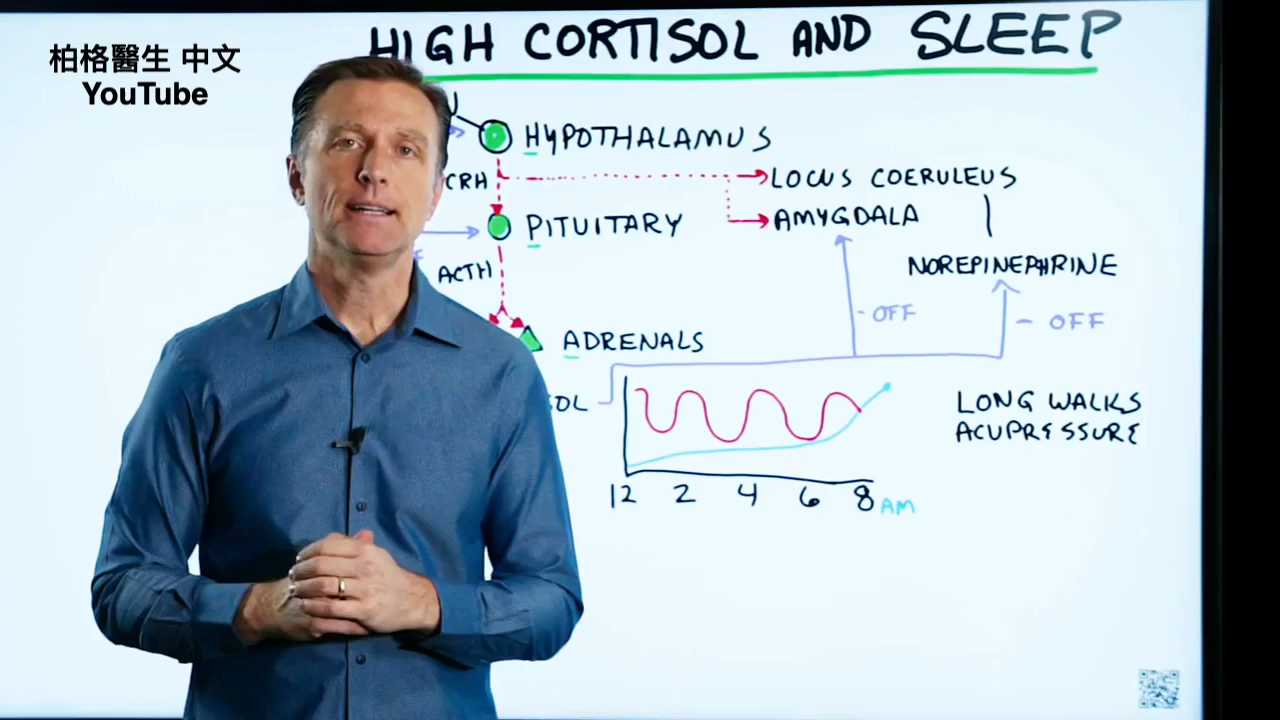 柏格醫生 中文
YouTube
HIGH CORTISOL AND SLEEP
HYPOTHALAMUS
CRH
LOCUS COERULEUS
PITUITARY
AMYGDALA
ACTH
NOREPINEPHRINE
- OFF
- OFF
ADRENALS
LONG WALKS
ACUPRESSURE
12 2 4 6 8 AM